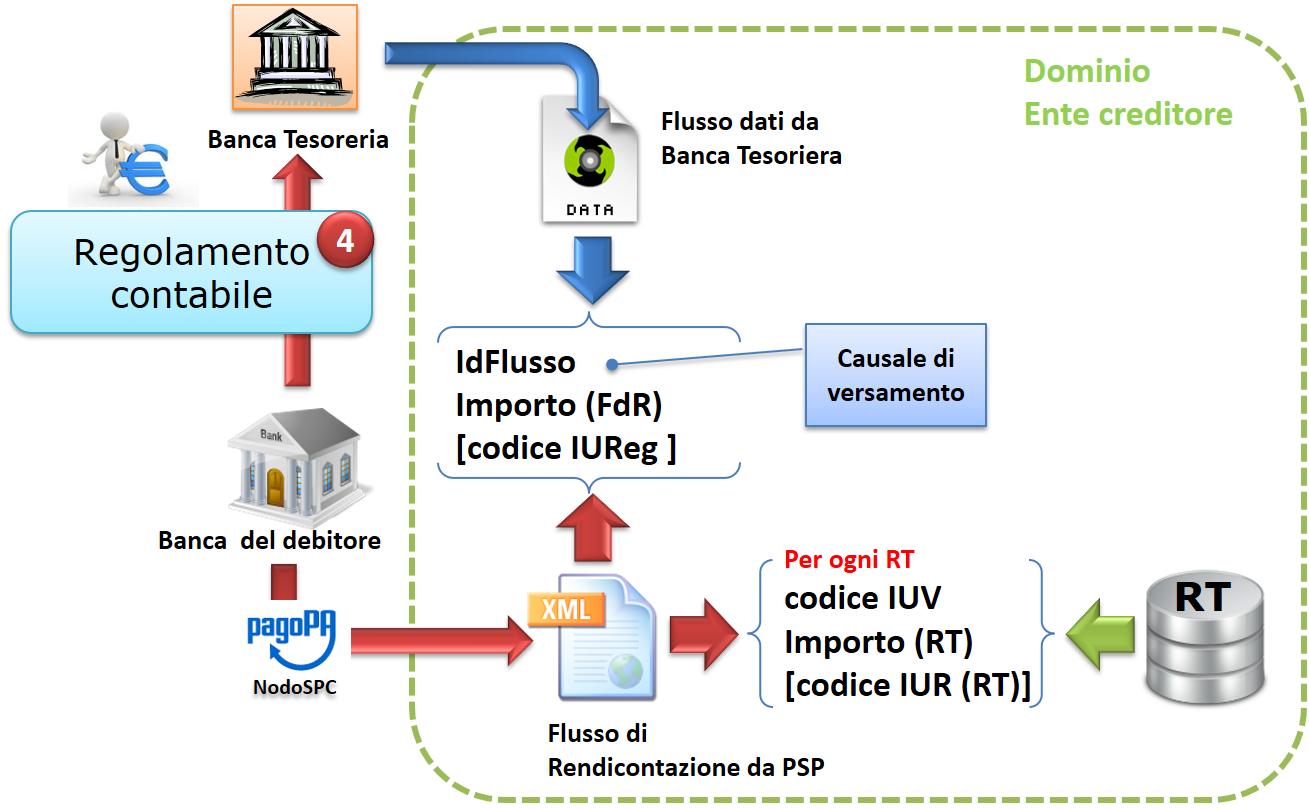 Dominio
Ente creditore
Banca Tesoreria
Flusso dati da
Banca Tesoriera
DATA
Regolamento
contabile
4
IdFlusso
Importo (FdR)
[codice IUReg ]
Causale di
versamento
Bank
Banca  del debitore
pagoPA
NodoSPC
XML
Flusso di
Rendicontazione da PSP
Per ogni RT
codice IUV
Importo (RT)
[codice IUR (RT)]
RT